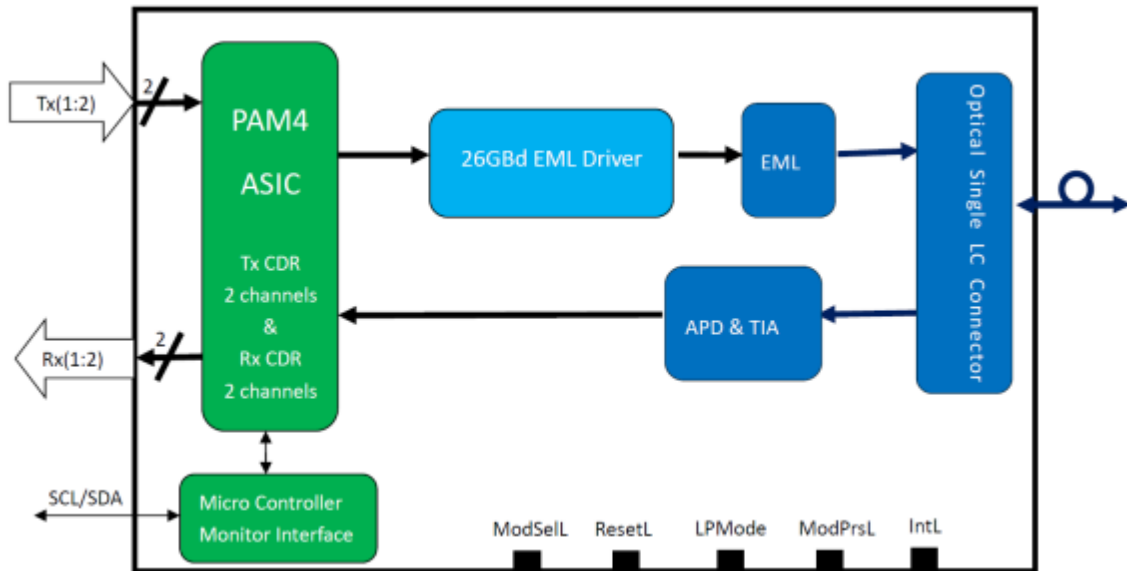 Tx(1:2)
2
PAM4
ASIC
Tx CDR
2 channels
&
Rx CDR
2 channels
26GBd EML Driver
EML
Optical Single LC Connector
APD & TIA
Rx(1:2)
2
SCL/SDA
Micro Controller
Monitor Interface
ModSelL
ResetL
LPMode
ModPrsL
IntL